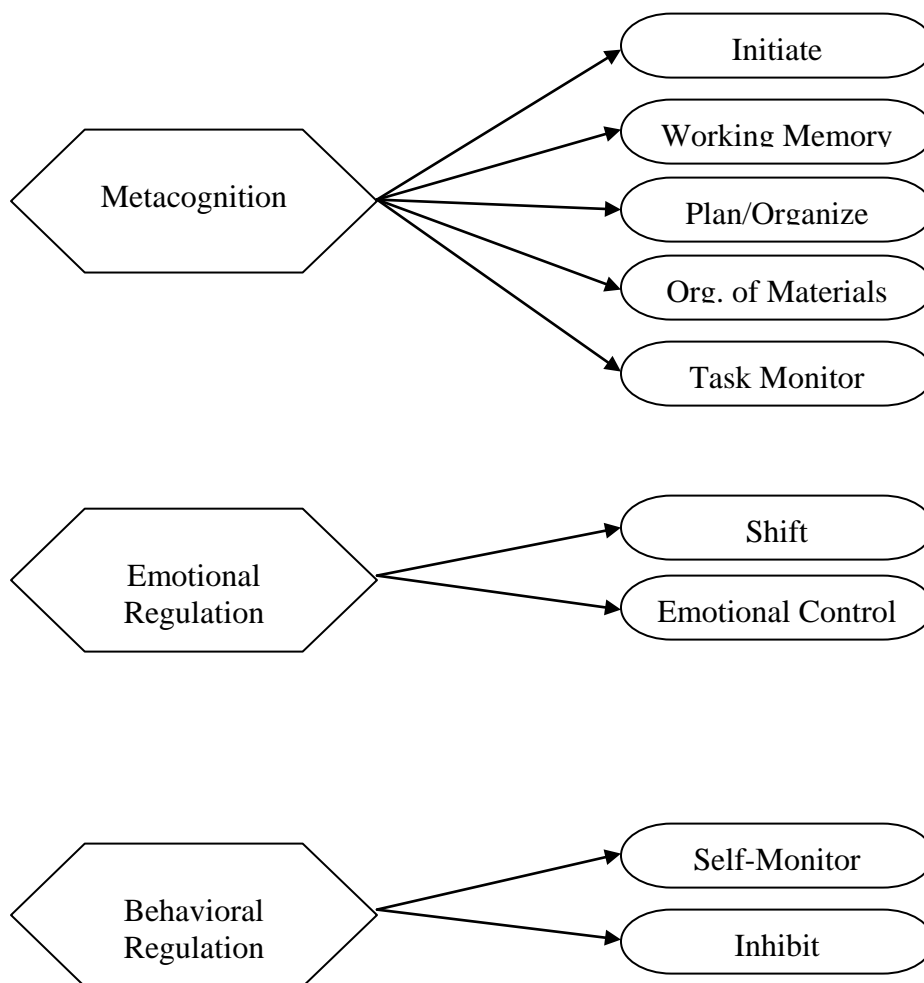 Initiate
Working Memory
Metacognition
Plan/Organize
Org. of Materials
Task Monitor
Shift
Emotional
Regulation
Emotional Control
Self-Monitor
Behavioral
Regulation
Inhibit